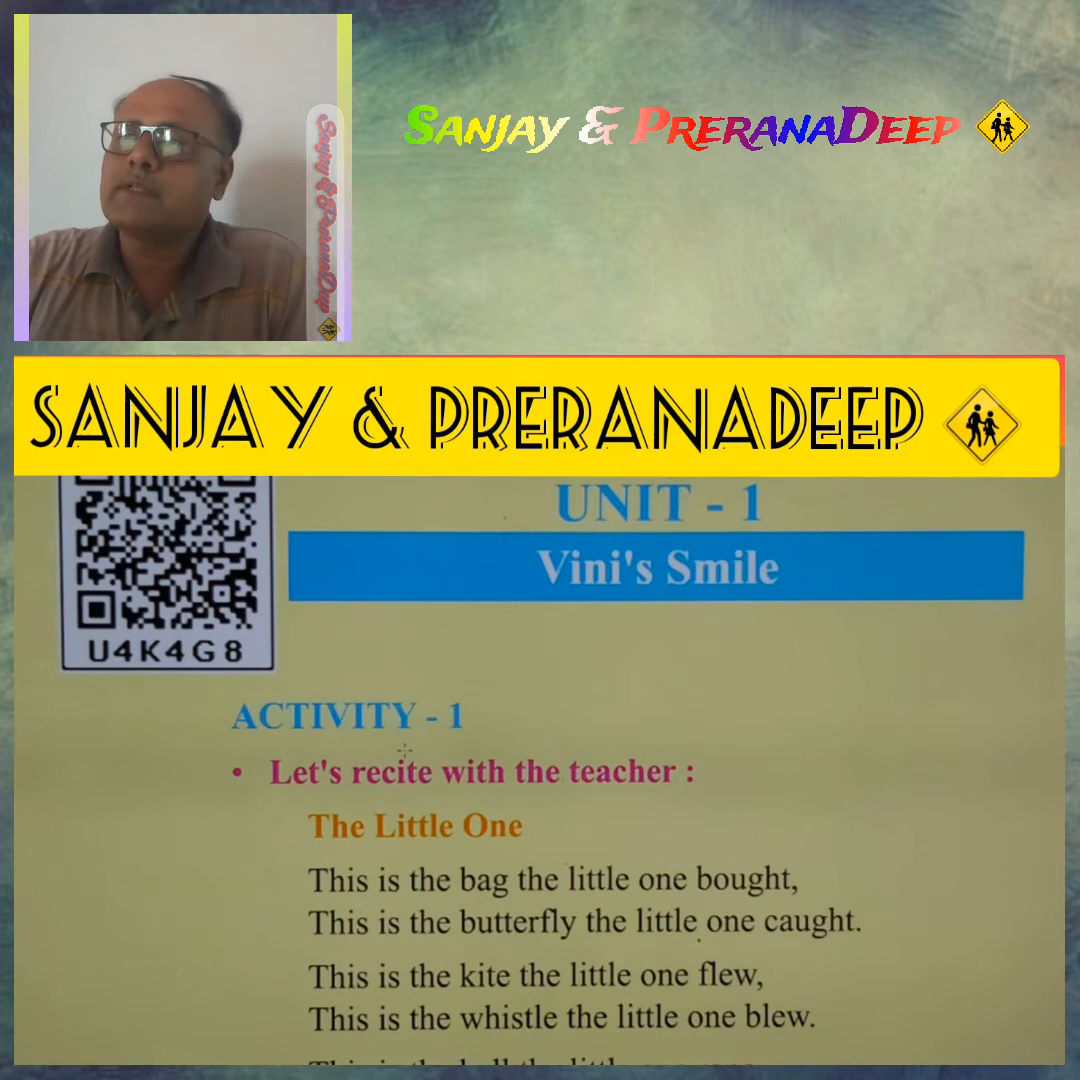 Sanjay & PreranaDeep
Sanjay & PreranaDeep
SANJAY & PRERANADEEP
UNIT - 1
Vini's Smile
U4K4G8
ACTIVITY - 1
• Let's recite with the teacher :
The Little One
This is the bag the little one bought,
This is the butterfly the little one caught.
This is the kite the little one flew,
This is the whistle the little one blew.